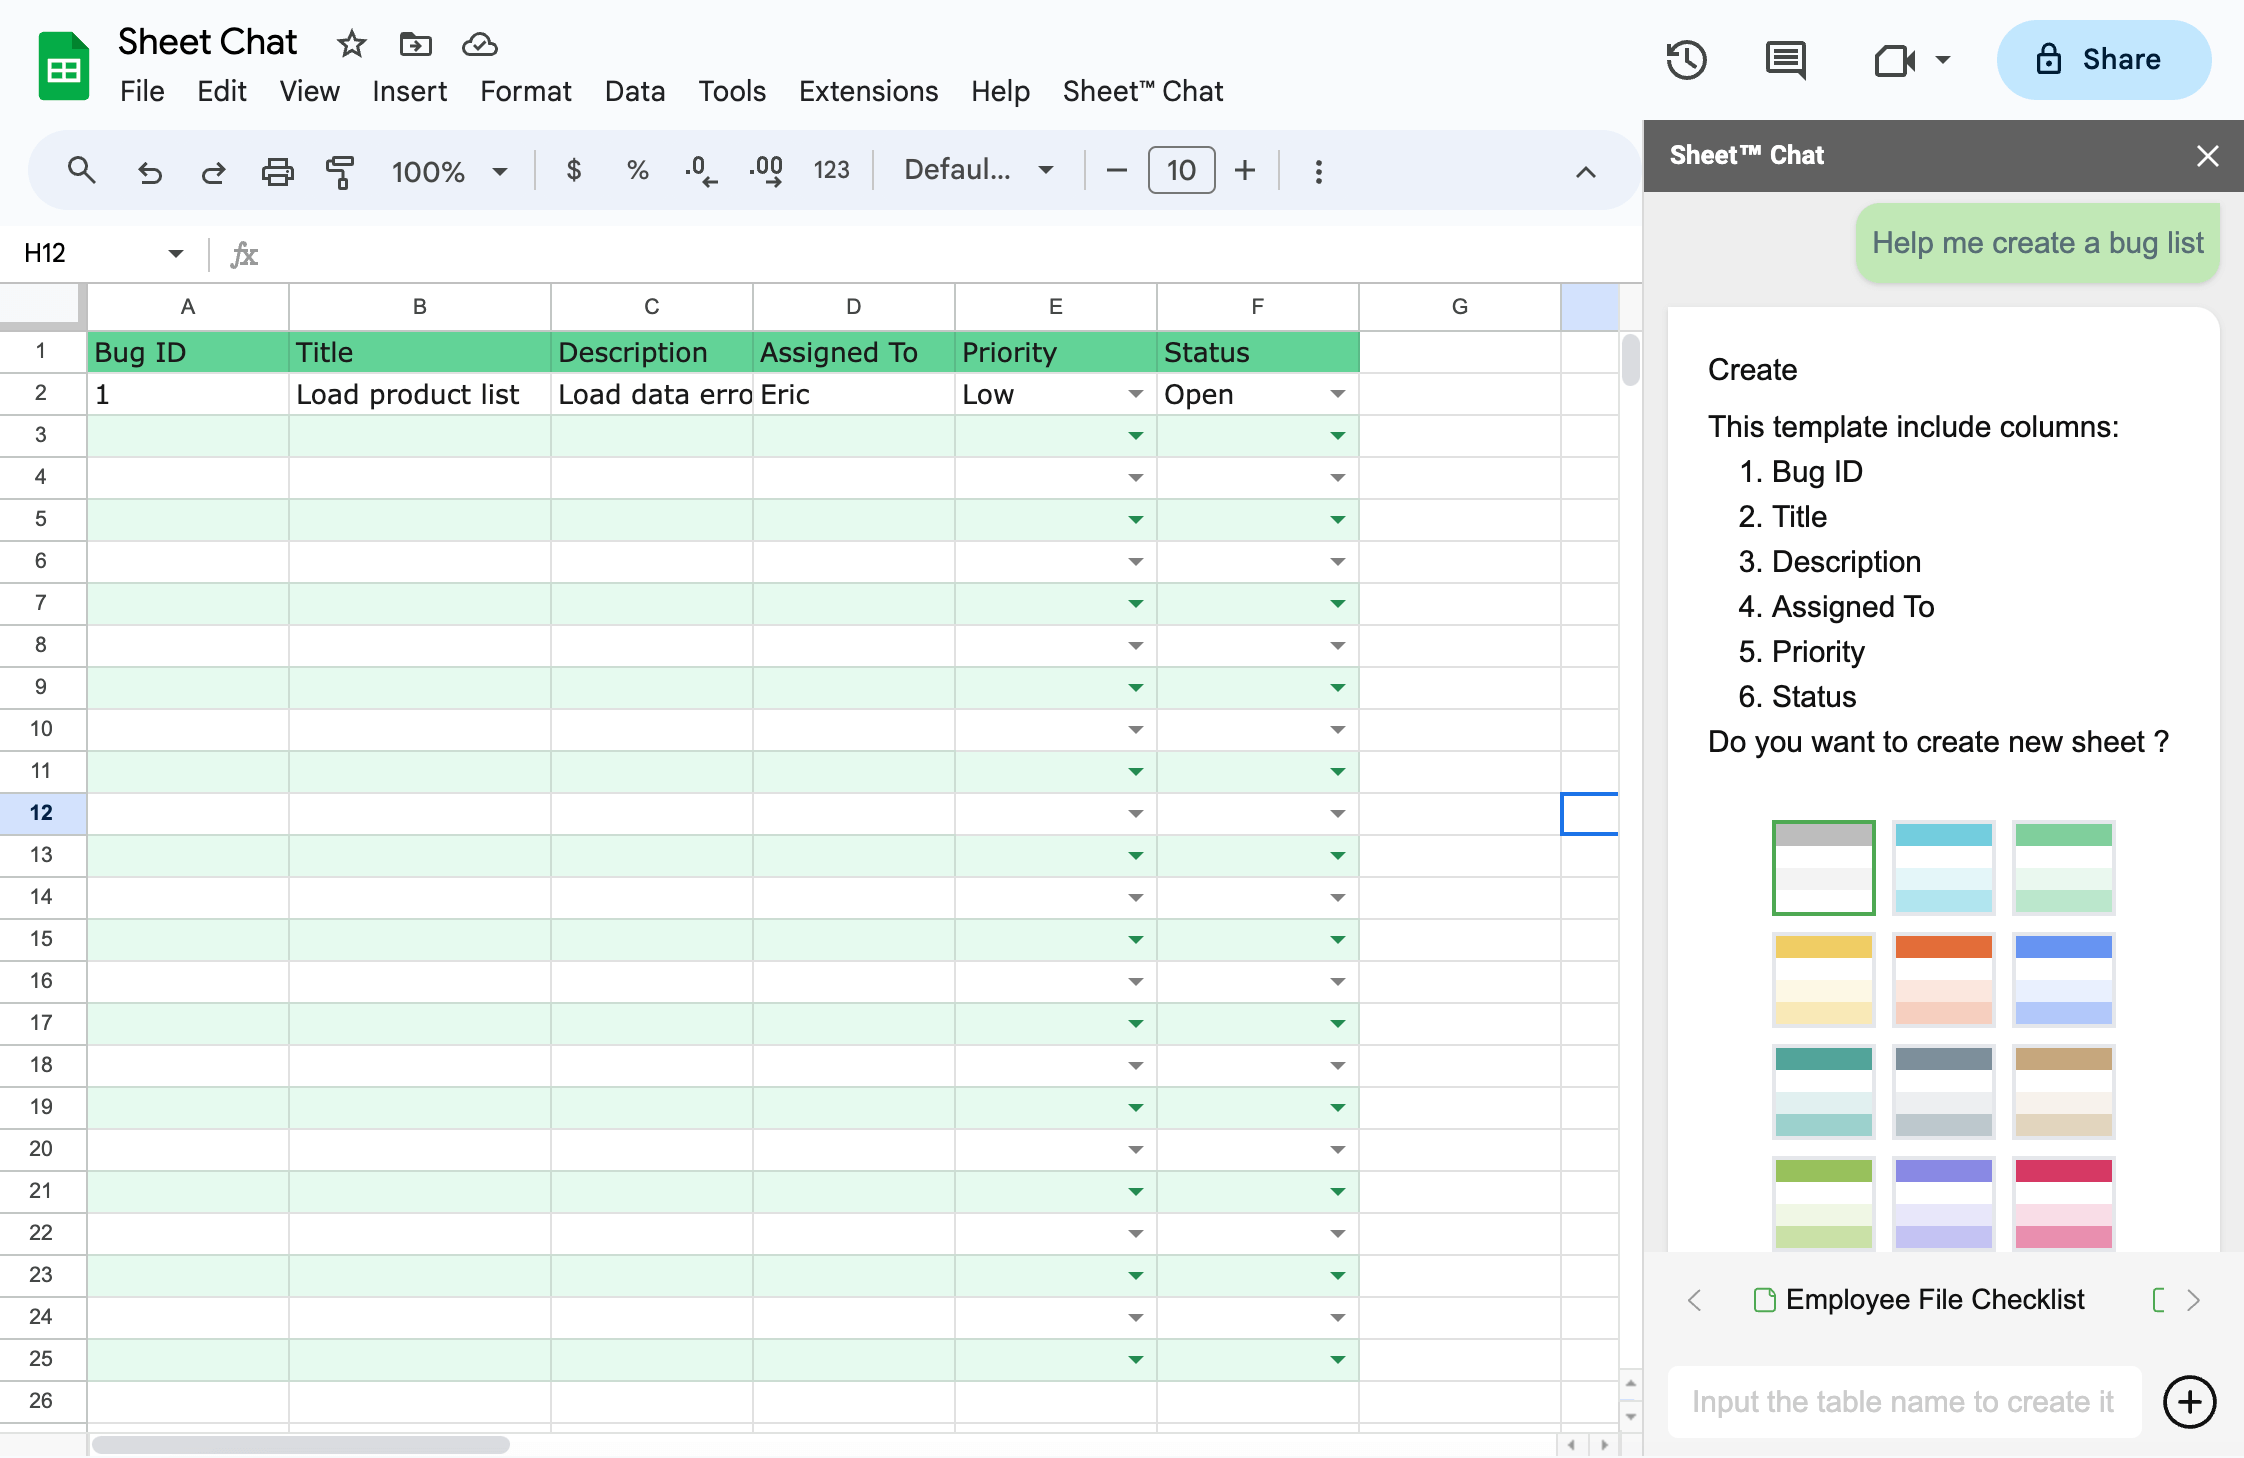 Sheet Chat
File Edit View Insert Format Data Tools Extensions Help Sheet™ Chat
Share
100% $ % .0 .00 123 Defaul... 10
H12 fx
A B C D E F G
1 Bug ID Title Description Assigned To Priority Status
2 1 Load product list Load data erro Eric Low Open
3
4
5
6
7
8
9
10
11
12
13
14
15
16
17
18
19
20
21
22
23
24
25
26
Sheet™ Chat
Help me create a bug list
Create
This template include columns:
1. Bug ID
2. Title
3. Description
4. Assigned To
5. Priority
6. Status
Do you want to create new sheet ?
Employee File Checklist
Input the table name to create it